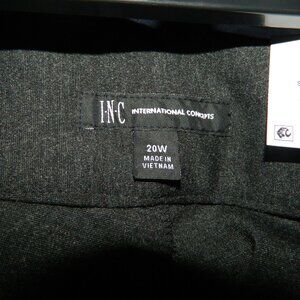 I·N·C INTERNATIONAL CONCEPTS
20W
MADE IN
VIETNAM